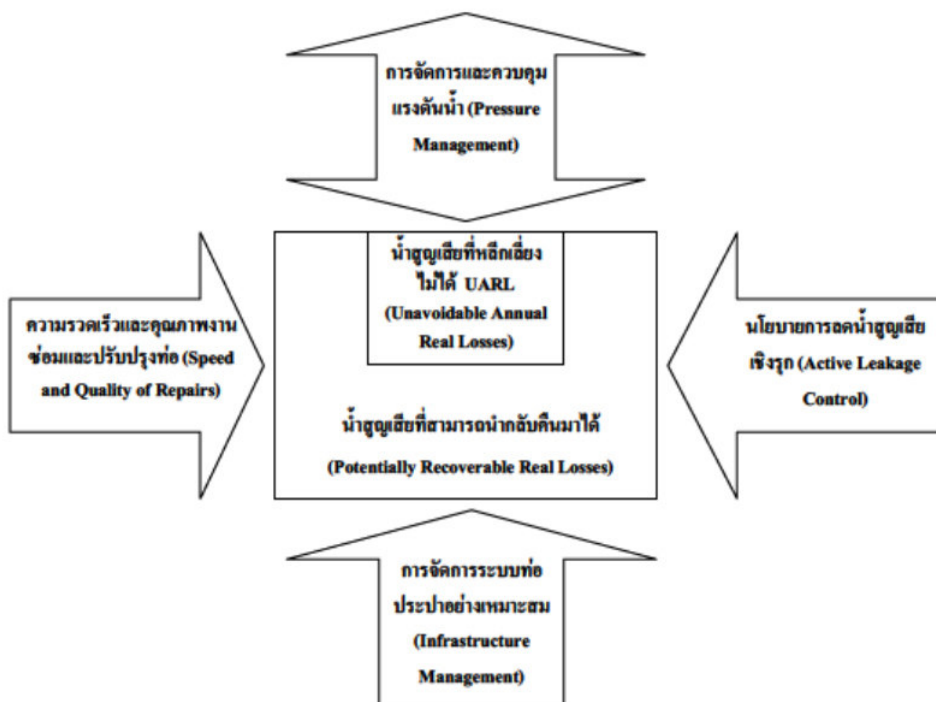 การจัดการและควบคุม
แรงดันน้ำ (Pressure
Management)
น้ำสูญเสียที่หลีกเลี่ยง
ไม่ได้ UARL
(Unavoidable Annual
Real Losses)
ความรวดเร็วและคุณภาพงาน
ซ่อมและปรับปรุงท่อ (Speed
and Quality of Repairs)
นโยบายการลดน้ำสูญเสีย
เชิงรุก (Active Leakage
Control)
น้ำสูญเสียที่สามารถนำกลับคืนมาได้
(Potentially Recoverable Real Losses)
การจัดการระบบท่อ
ประปาอย่างเหมาะสม
(Infrastructure
Management)